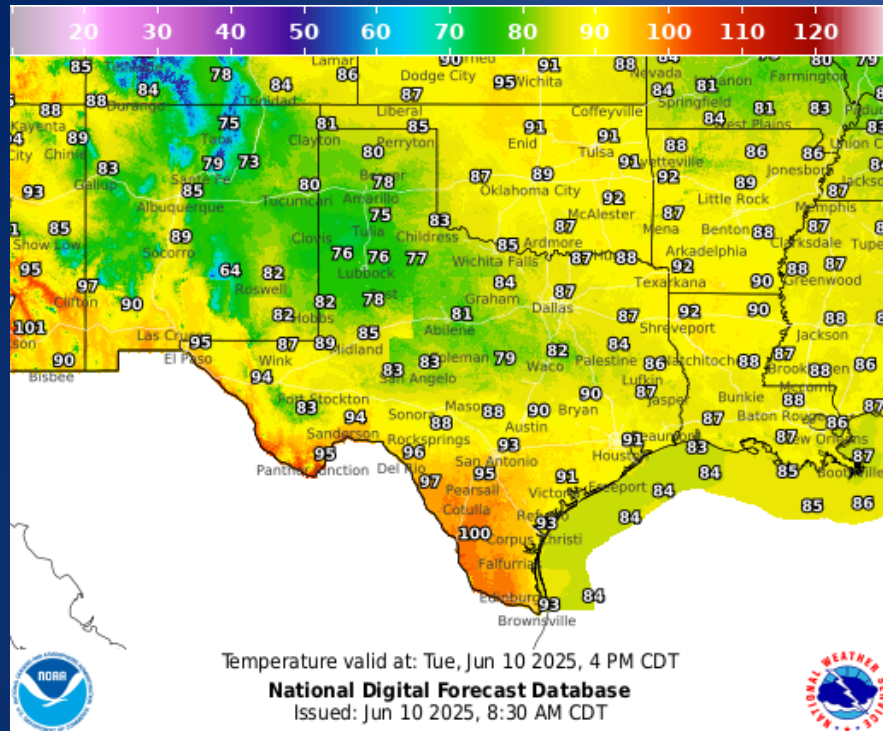 20 30 40 50 60 70 80 90 100 110 120
85 78 84 Lamar 86 90 Dodge City 91 Wichita 88 Nevada 84 80 Farmington 79
88 88 Durango 84 Trinidad 87 Liberal 95 Coffeyville 84 Springfield 81 West Plains 84 81 83
Kayenta 75 Taos 81 Clayton 85 Perryton 91 Enid 91 Tulsa 88 86 86 Jonesboro
89 83 Gallup 79 Santa Fe 73 80 87 89 Oklahoma City 91 92 89 Little Rock 87 Memphis
93 85 Albuquerque 80 Tucumcari 78 Amarillo 92 McAlester 87 Mena Benton 88 87 Clarksdale
85 Show Low 89 Socorro Clovis 75 Tulia 83 Childress 87 Ardmore Arkadelphia
95 97 Clifton 64 82 Roswell 76 76 Lubbock 77 85 Wichita Falls 87 88 92 Texarkana 90 88 87 Greenwood
101 90 82 82 Hobbs 78 84 Graham 87 Dallas 87 92 Shreveport 90 88 Jackson
90 Bisbee 95 Las Cruces El Paso 87 Wink 89 85 Midland 81 Abilene 79 82 Waco 84 Palestine 88 87 88 86
94 83 Fort Stockton 83 San Angelo 83 90 Bryan 86 Lufkin 87 Jasper Bunkie 88 Mccomb 87
94 Sanderson Sonora 88 Rocksprings 88 90 Austin 91 Houston 83 87 Baton Rouge 86 New Orleans
95 Panther Junction 96 Del Rio 93 San Antonio 84 87 85 87
97 95 Pearsall 91 Victoria 84 Freeport 85 86
Cotulla 100 93 Corpus Christi 84
Falfurrias
Edinburg 93 84
Brownsville
Temperature valid at: Tue, Jun 10 2025, 4 PM CDT
National Digital Forecast Database
Issued: Jun 10 2025, 8:30 AM CDT
NOAA
NATIONAL WEATHER SERVICE